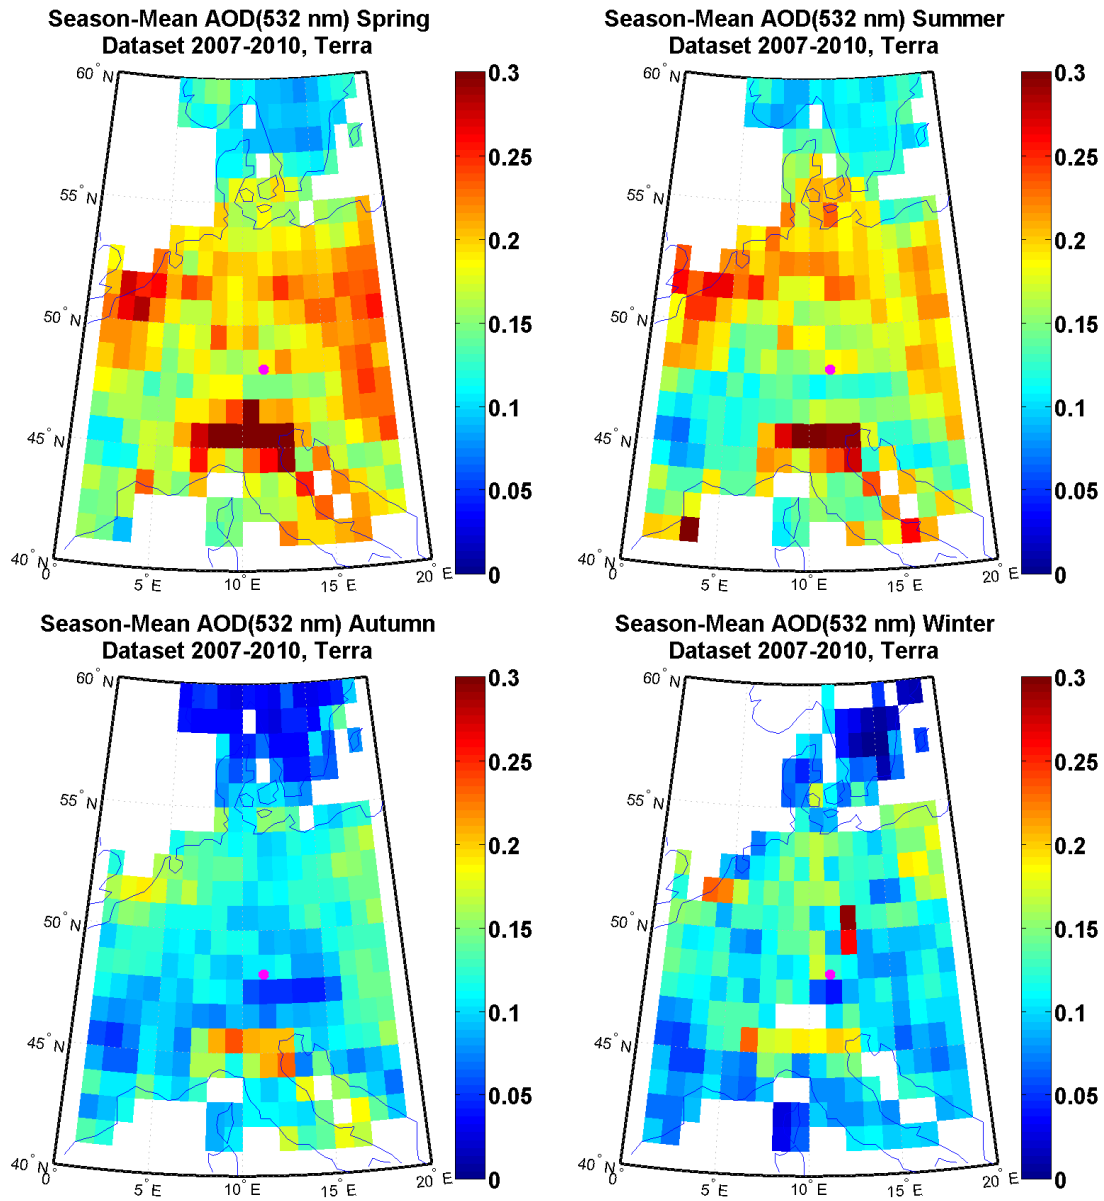 Season-Mean AOD(532 nm) Spring
Dataset 2007-2010, Terra
60° N
55° N
50° N
45° N
40° N
0
5° E
10° E
15° E
20° E
0.3
0.25
0.2
0.15
0.1
0.05
0
Season-Mean AOD(532 nm) Summer
Dataset 2007-2010, Terra
60° N
55° N
50° N
45° N
40° N
0
5° E
10° E
15° E
20° E
0.3
0.25
0.2
0.15
0.1
0.05
0
Season-Mean AOD(532 nm) Autumn
Dataset 2007-2010, Terra
60° N
55° N
50° N
45° N
40° N
0
5° E
10° E
15° E
20° E
0.3
0.25
0.2
0.15
0.1
0.05
0
Season-Mean AOD(532 nm) Winter
Dataset 2007-2010, Terra
60° N
55° N
50° N
45° N
40° N
0
5° E
10° E
15° E
20° E
0.3
0.25
0.2
0.15
0.1
0.05
0